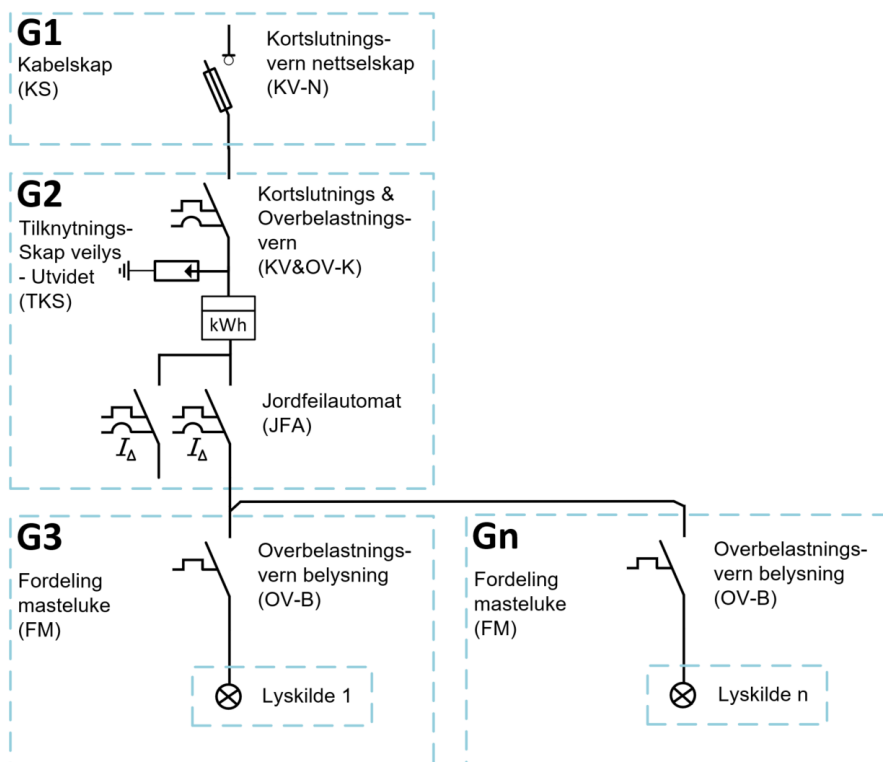 G1
Kabelskap
(KS)
Kortslutnings-
vern nettselskap
(KV-N)
G2
Tilknytnings-
Skap veilys
- Utvidet
(TKS)
Kortslutnings &
Overbelastnings-
vern
(KV&OV-K)
kWh
Jordfeilautomat
(JFA)
IΔ
IΔ
G3
Fordeling
masteluke
(FM)
Overbelastnings-
vern belysning
(OV-B)
Lyskilde 1
Gn
Fordeling
masteluke
(FM)
Overbelastnings-
vern belysning
(OV-B)
Lyskilde n